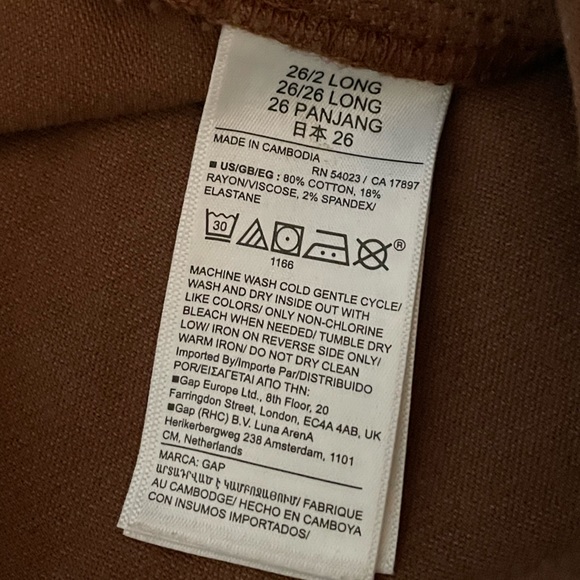 26/2 LONG
26/26 LONG
26 PANJANG
日本 26
MADE IN CAMBODIA
RN 54023 / CA 17897
■ US/GB/EG : 80% COTTON, 18%
RAYON/VISCOSE, 2% SPANDEX/
ELASTANE
30
®
1166
MACHINE WASH COLD GENTLE CYCLE/
WASH AND DRY INSIDE OUT WITH
LIKE COLORS/ ONLY NON-CHLORINE
BLEACH WHEN NEEDED/ TUMBLE DRY
LOW/ IRON ON REVERSE SIDE ONLY/
WARM IRON/ DO NOT DRY CLEAN
Imported By/Importe Par/DISTRIBUIDO
POR/ΕΙΣΑΓΕΤΑΙ ΑΠΟ ΤΗΝ:
■Gap Europe Ltd., 8th Floor, 20
Farringdon Street, London, EC4A 4AB, UK
■Gap (RHC) B.V. Luna ArenA
Herikerbergweg 238 Amsterdam, 1101
CM, Netherlands
MARCA: GAP
ԱՐՏԱԴՐՎԱԾ Է ԿԱՄԲՈՋԱՅՈՒՄ/ FABRIQUE
AU CAMBODGE/ HECHO EN CAMBOYA
CON INSUMOS IMPORTADOS/